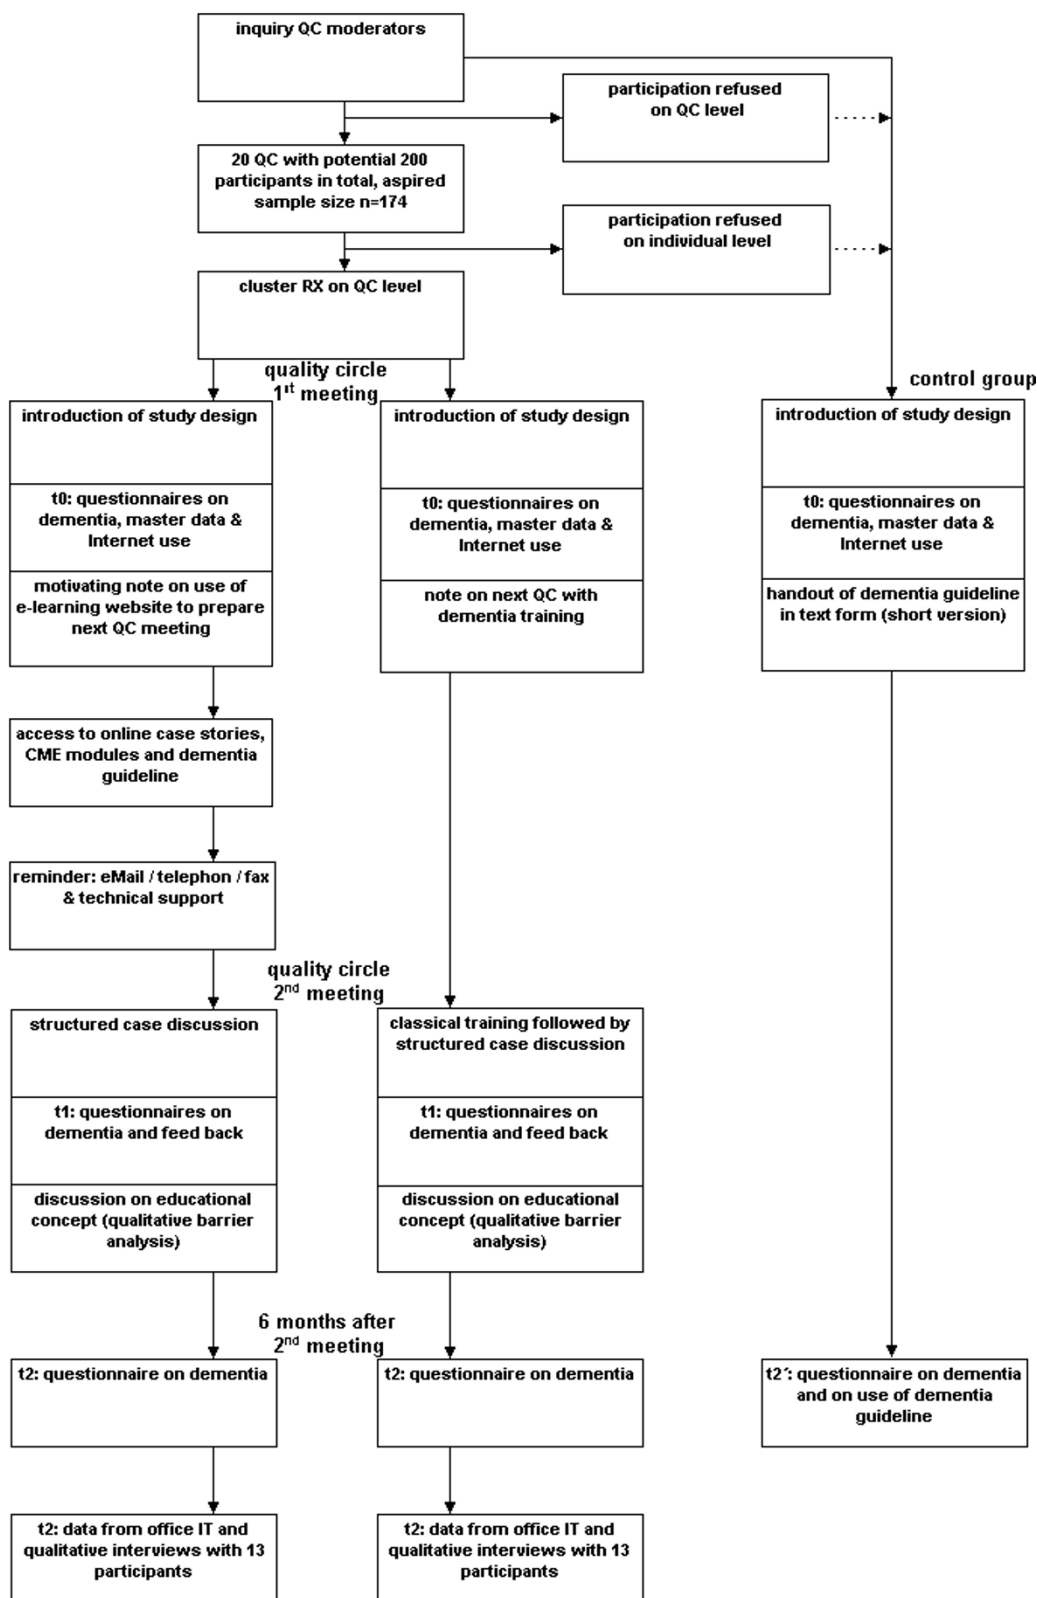 inquiry QC moderators
participation refused
on QC level
20 QC with potential 200
participants in total, aspired
sample size n=174
participation refused
on individual level
cluster RX on QC level
quality circle
1st meeting
control group
introduction of study design
t0: questionnaires on
dementia, master data &
Internet use
motivating note on use of
e-learning website to prepare
next QC meeting
introduction of study design
t0: questionnaires on
dementia, master data &
Internet use
note on next QC with
dementia training
introduction of study design
t0: questionnaires on
dementia, master data &
Internet use
handout of dementia guideline
in text form (short version)
access to online case stories,
CME modules and dementia
guideline
reminder: eMail / telephon / fax
& technical support
quality circle
2nd meeting
structured case discussion
t1: questionnaires on
dementia and feed back
discussion on educational
concept (qualitative barrier
analysis)
classical training followed by
structured case discussion
t1: questionnaires on
dementia and feed back
discussion on educational
concept (qualitative barrier
analysis)
6 months after
2nd meeting
t2: questionnaire on dementia
t2: questionnaire on dementia
t2´: questionnaire on dementia
and on use of dementia
guideline
t2: data from office IT and
qualitative interviews with 13
participants
t2: data from office IT and
qualitative interviews with 13
participants